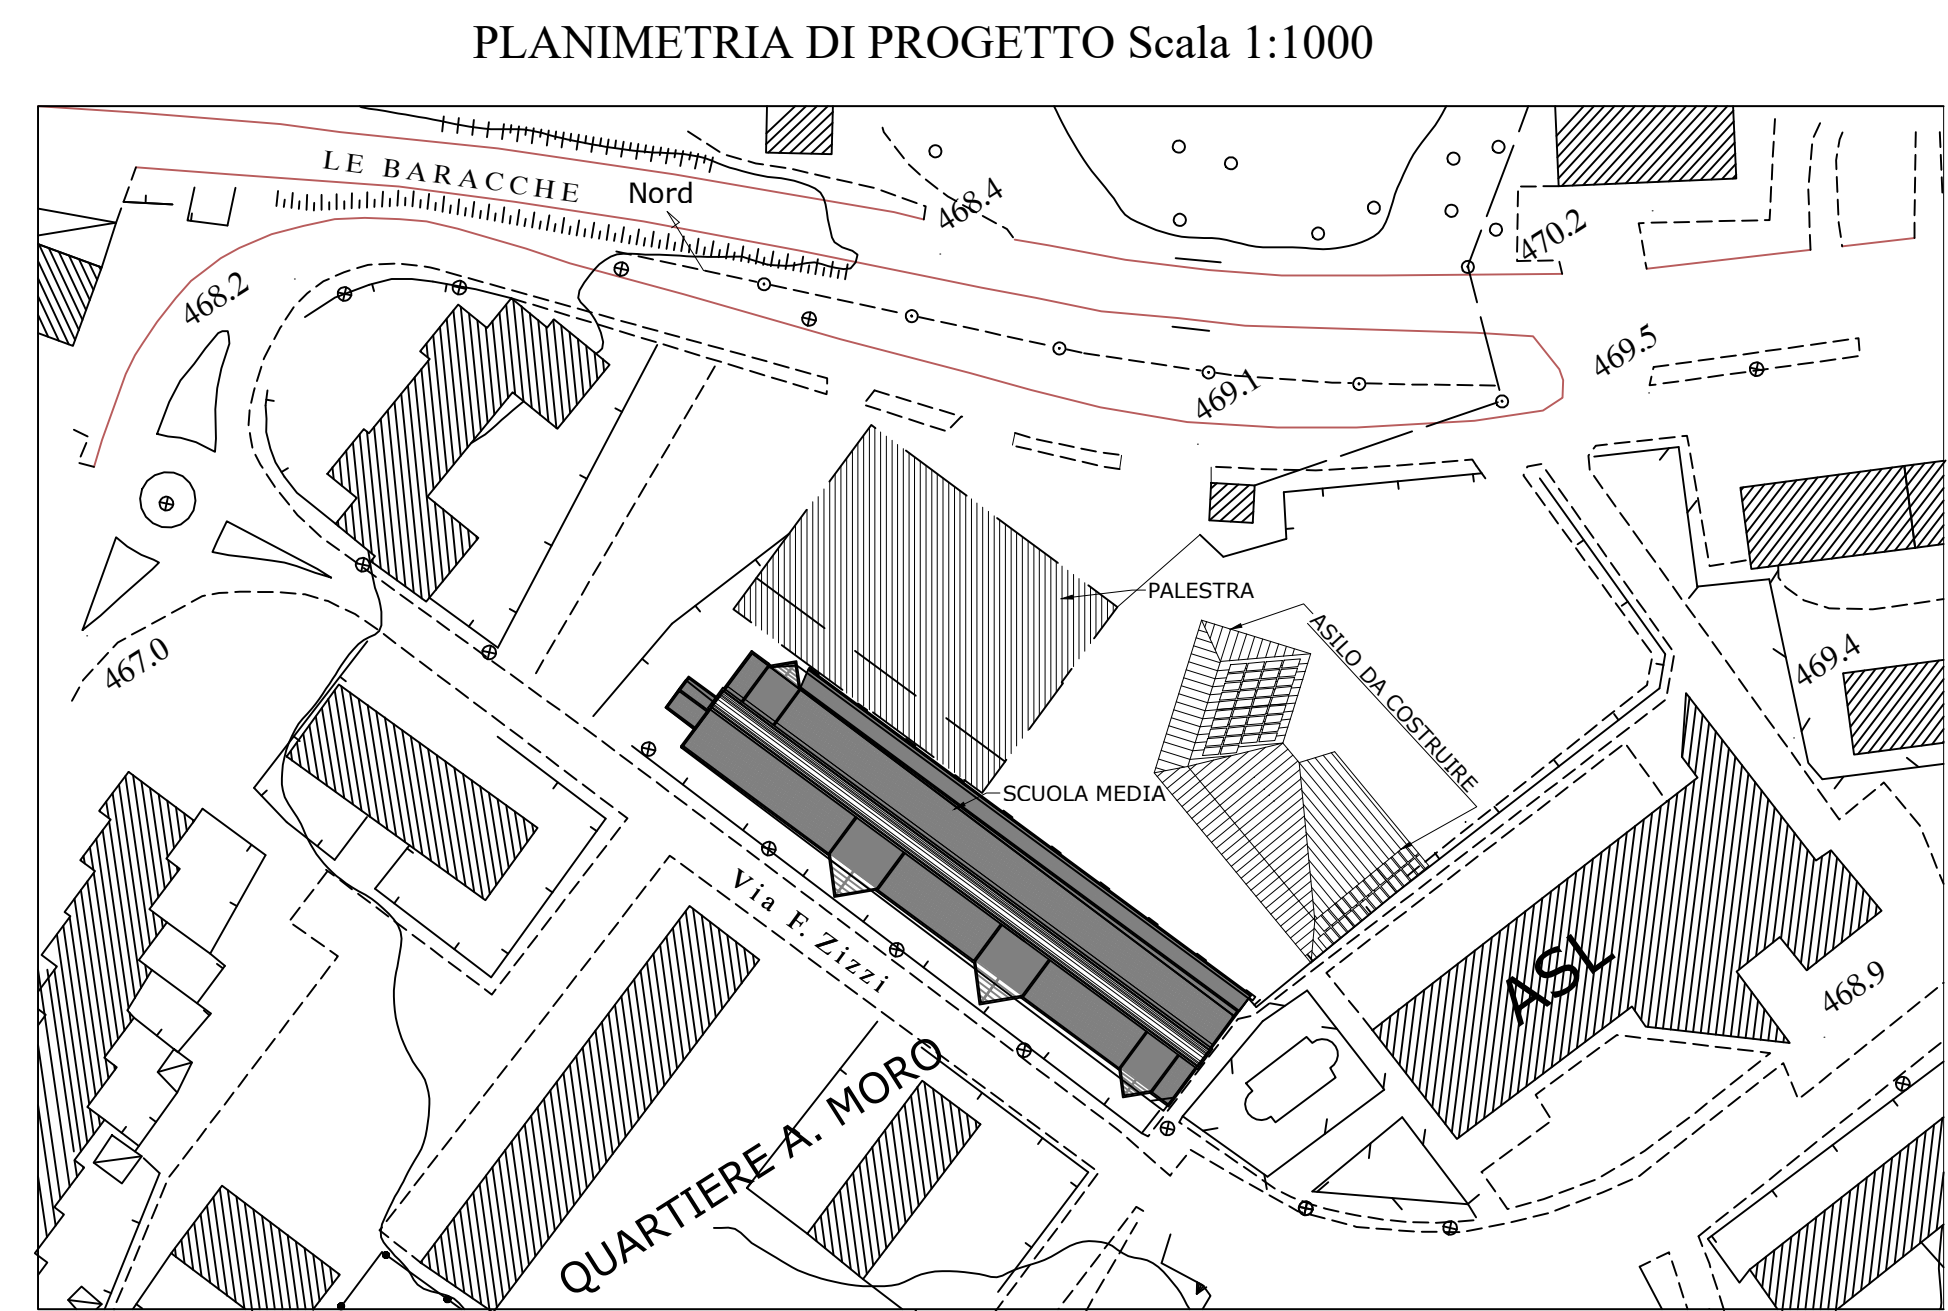 PLANIMETRIA DI PROGETTO Scala 1:1000
LE BARACCHE
Nord
468.4
470.2
468.2
469.5
469.1
PALESTRA
ASILO DA COSTRUIRE
467.0
469.4
SCUOLA MEDIA
Via F. Zizzi
ASL
468.9
QUARTIERE A. MORO